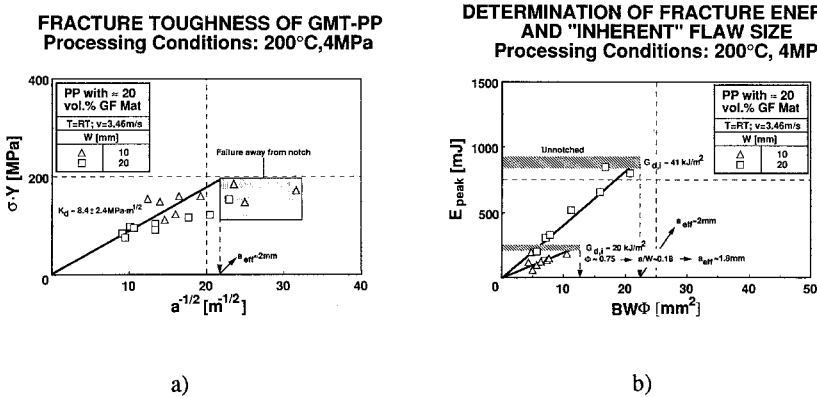 FRACTURE TOUGHNESS OF GMT-PP
Processing Conditions: 200°C,4MPa
400
200
0
σ·Y [MPa]
PP with ≈ 20
vol.% GF Mat
T=RT; v=3,46m/s
W [mm]
△ 10
□ 20
Failure away from notch
K_d = 8.4 ± 2.4MPa·m^1/2
a_eff≈2mm
0 10 20 30 40
a^-1/2 [m^-1/2]
a)
DETERMINATION OF FRACTURE ENER
AND "INHERENT" FLAW SIZE
Processing Conditions: 200°C, 4MP
1500
1000
500
0
E_peak [mJ]
PP with ≈ 20
vol.% GF Mat
T=RT; v=3,46m/s
W [mm]
△ 10
□ 20
Unnotched
G_d,i ~ 41 kJ/m²
a_eff≈2mm
G_d,i ~ 20 kJ/m²
Φ ~ 0.75 → a/W~0.18 → a_eff~1.8mm
0 10 20 30 40 50
BWΦ [mm²]
b)